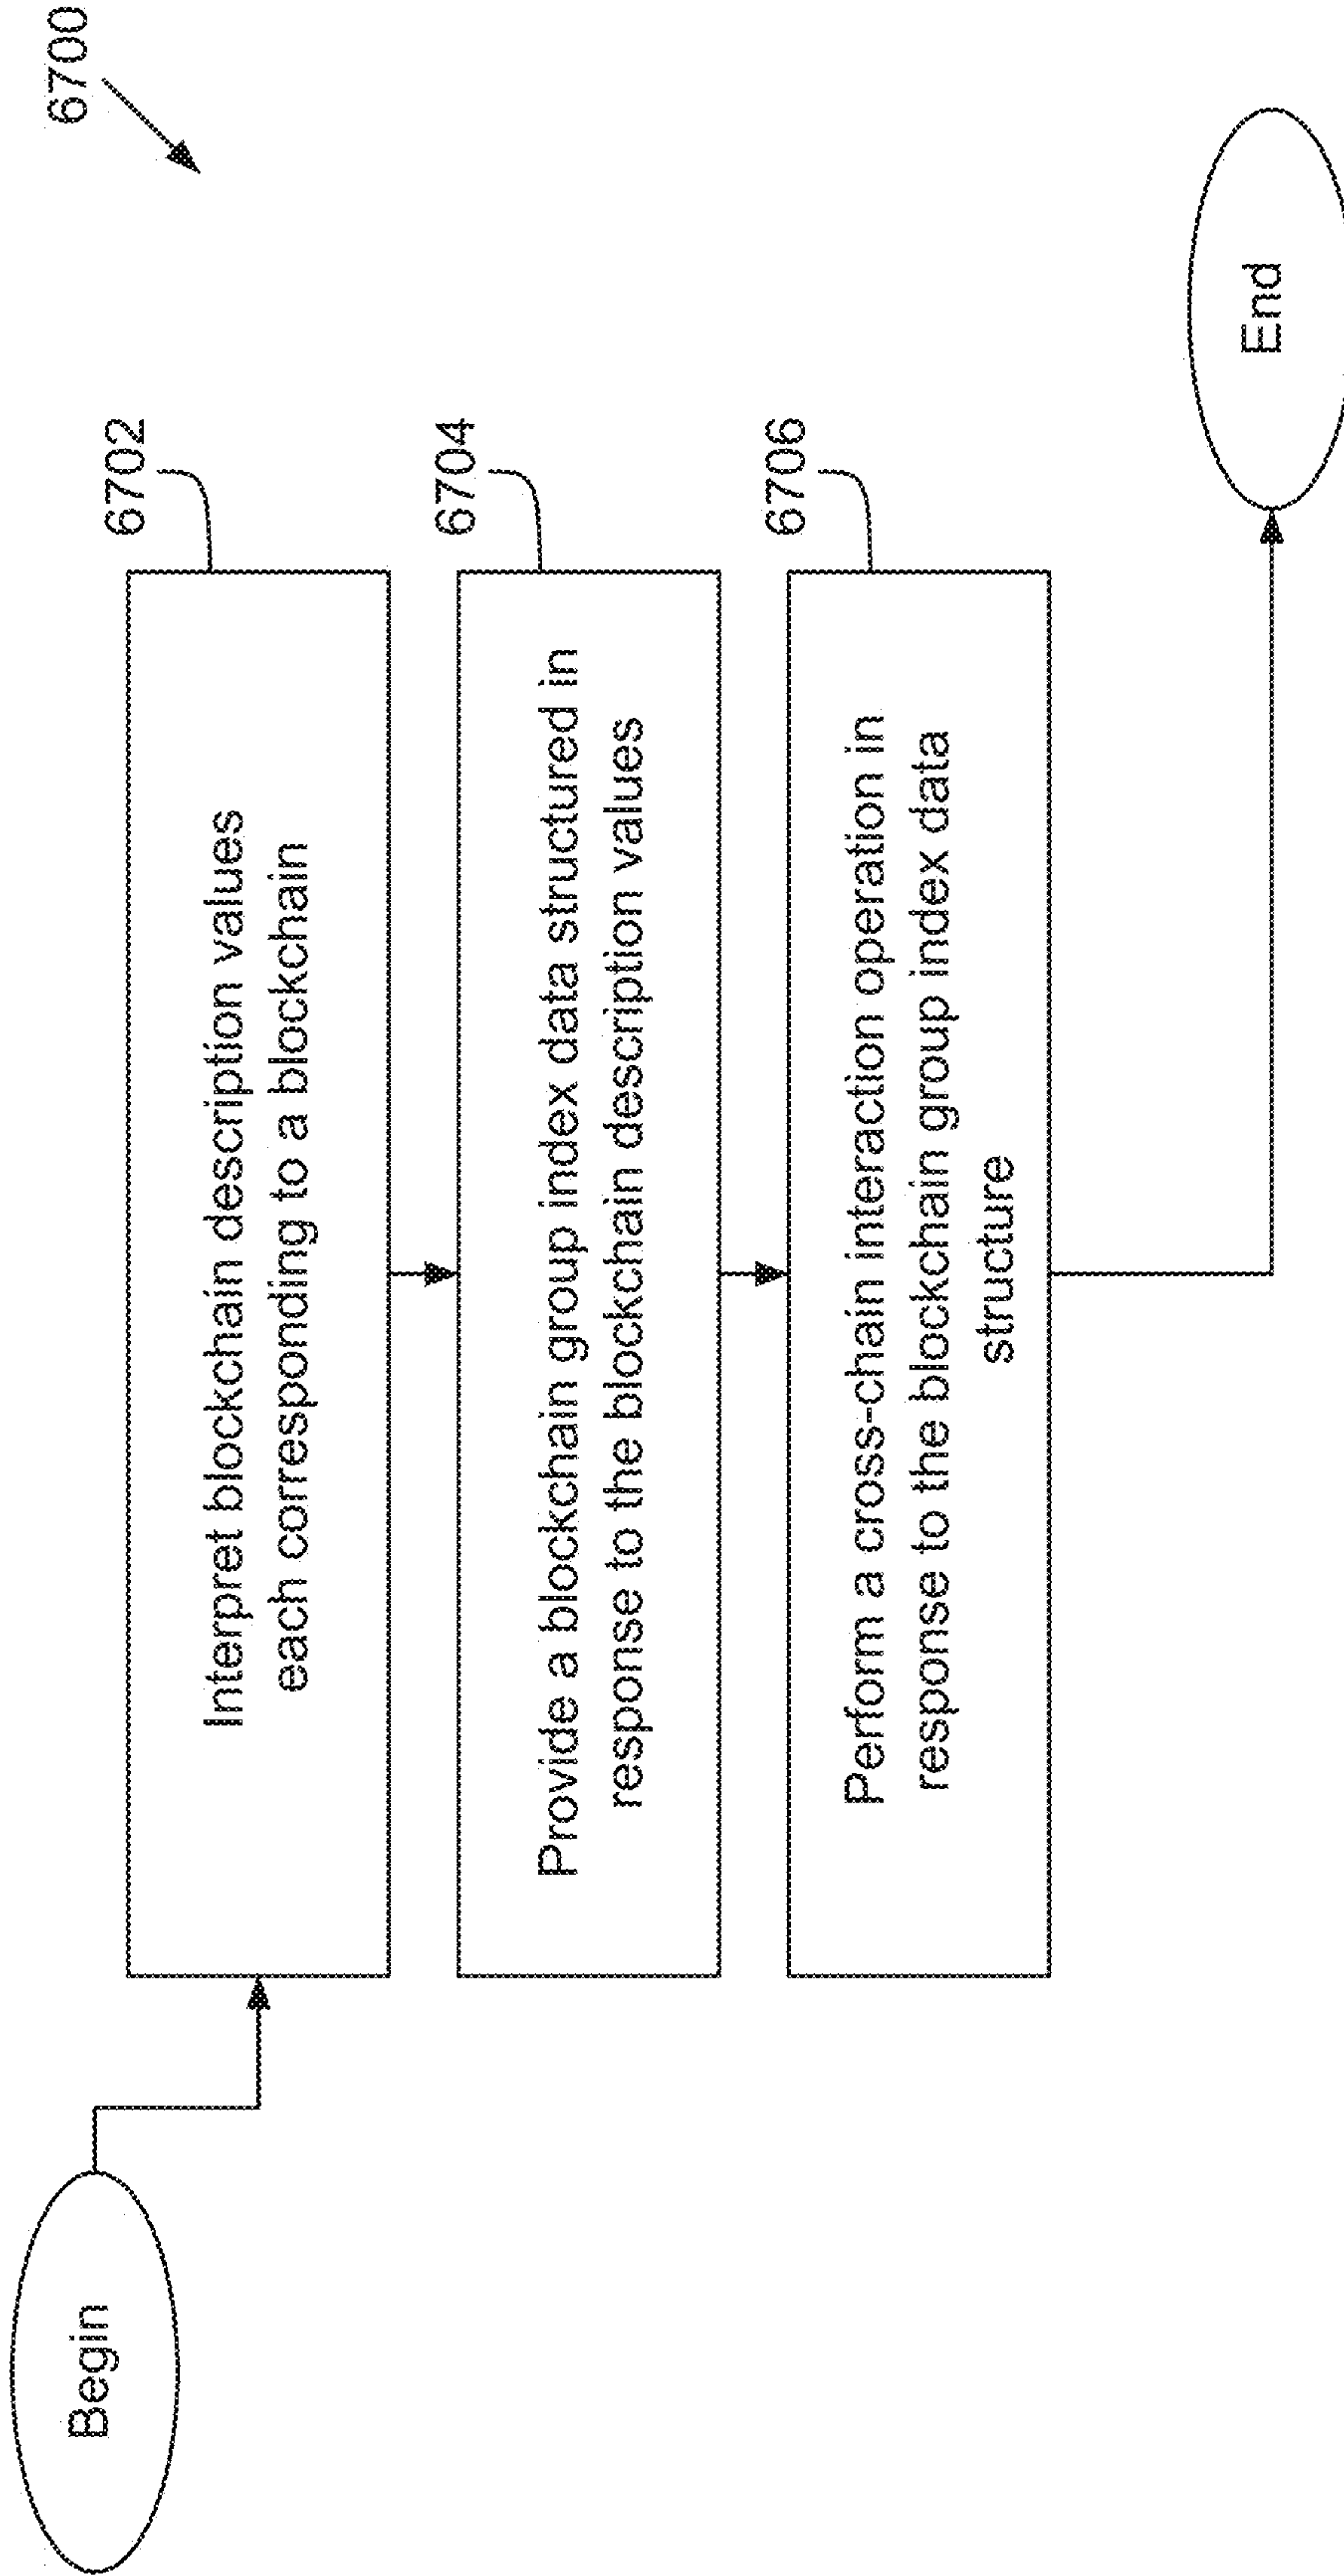 6700
Begin
6702
Interpret blockchain description values
each corresponding to a blockchain
6704
Provide a blockchain group index data structured in
response to the blockchain description values
6706
Perform a cross-chain interaction operation in
response to the blockchain group index data
structure
End